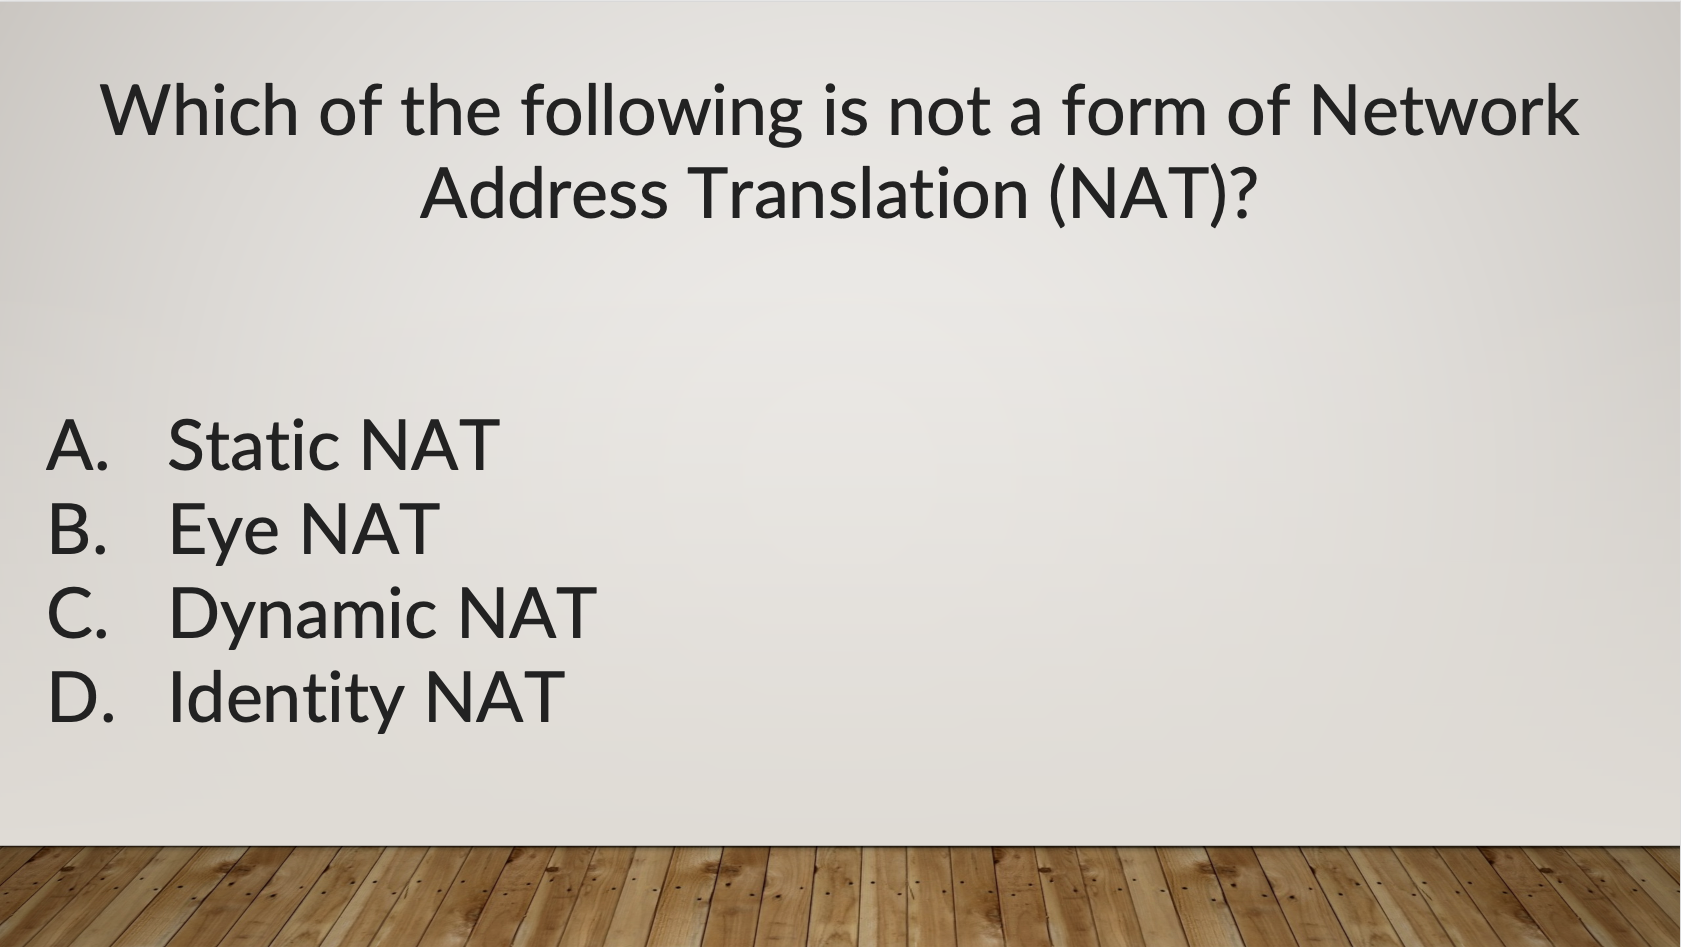 Which of the following is not a form of Network
Address Translation (NAT)?
A. Static NAT
B. Eye NAT
C. Dynamic NAT
D. Identity NAT